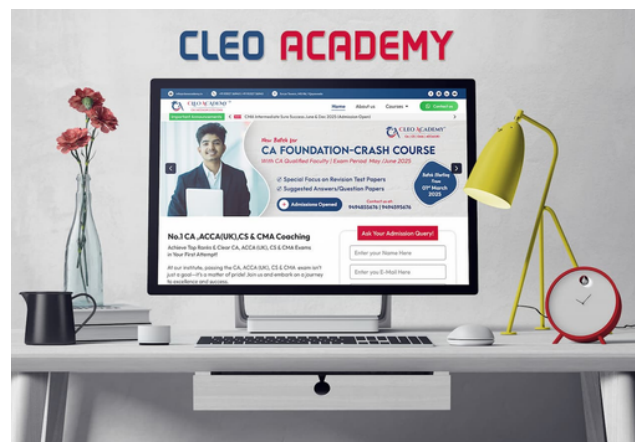 CLEO ACADEMY
CLEO ACADEMY
Home About us Courses Contact us
Important Announcements
CMA Intermediate Sure Success, June & Dec 2025 (Admission Open)
CLEO ACADEMY
New Batch for
CA FOUNDATION-CRASH COURSE
With CA Qualified Faculty | Exam Period May /June 2025
Special Focus on Revision Test Papers
Suggested Answers/Question Papers
Batch Starting
From
01st March
2025
Admissions Opened
Contact us at:
No.1 CA ,ACCA(UK),CS & CMA Coaching
Achieve Top Ranks & Clear CA, ACCA (UK), CS & CMA Exams
in Your First Attempt!
At our institute, passing the CA, ACCA (UK), CS & CMA exam isn't
just a goal—it's a matter of pride! Join us and embark on a journey
to excellence and success.
Ask Your Admission Query!
Enter your Name Here
Enter you E-Mail Here